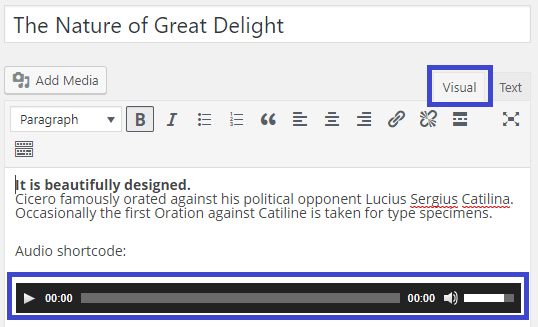 The Nature of Great Delight
Add Media
Visual Text
Paragraph B I
It is beautifully designed.
Cicero famously orated against his political opponent Lucius Sergius Catilina.
Occasionally the first Oration against Catiline is taken for type specimens.
Audio shortcode:
00:00 00:00